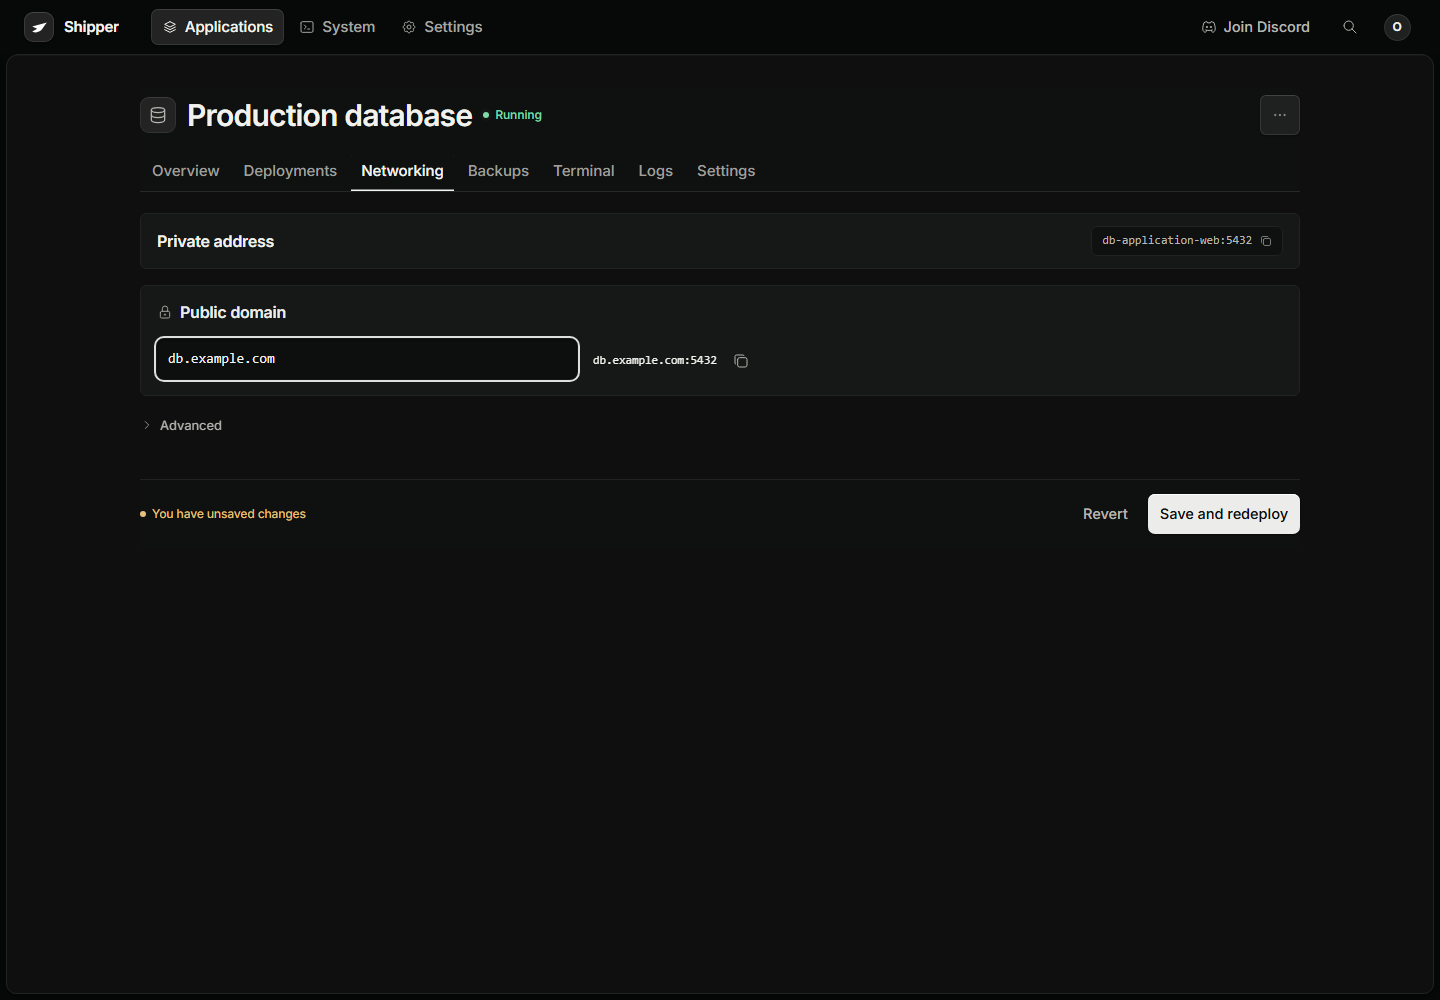 Shipper
Applications
System
Settings
Join Discord
O
Production database
Running
Overview
Deployments
Networking
Backups
Terminal
Logs
Settings
Private address
db-application-web:5432
Public domain
db.example.com
db.example.com:5432
Advanced
You have unsaved changes
Revert
Save and redeploy